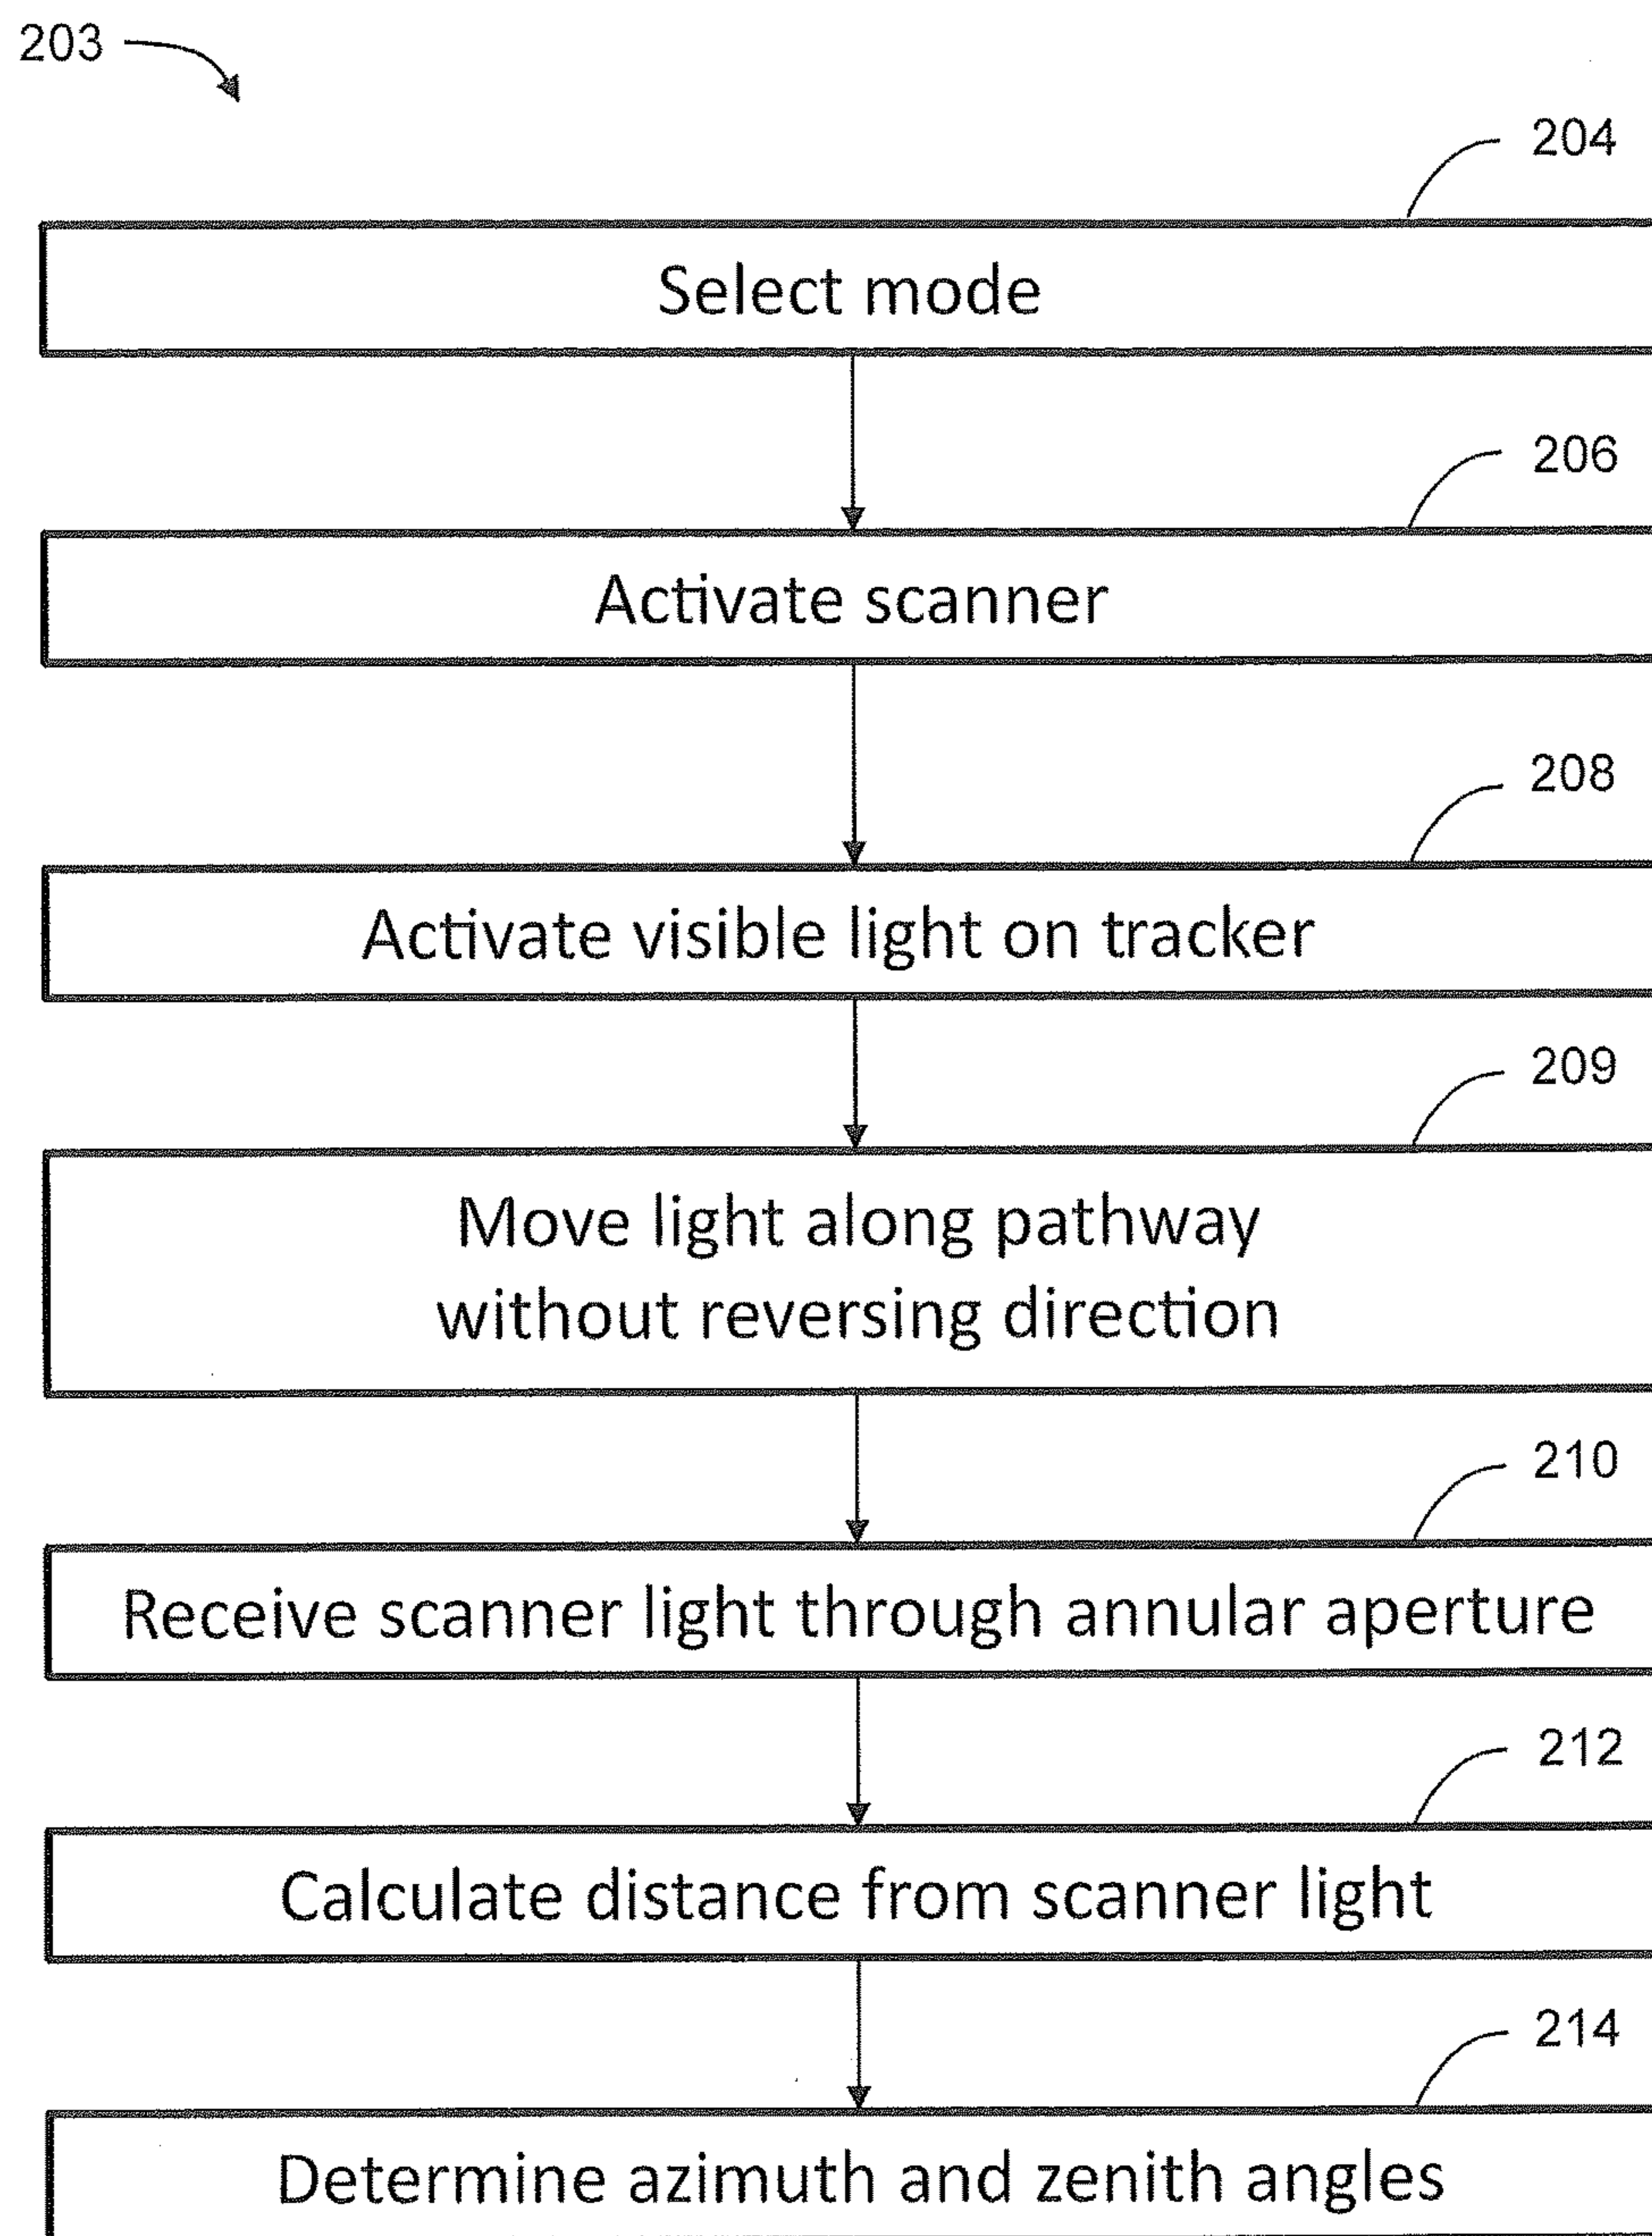 203
204
Select mode
206
Activate scanner
208
Activate visible light on tracker
209
Move light along pathway
without reversing direction
210
Receive scanner light through annular aperture
212
Calculate distance from scanner light
214
Determine azimuth and zenith angles